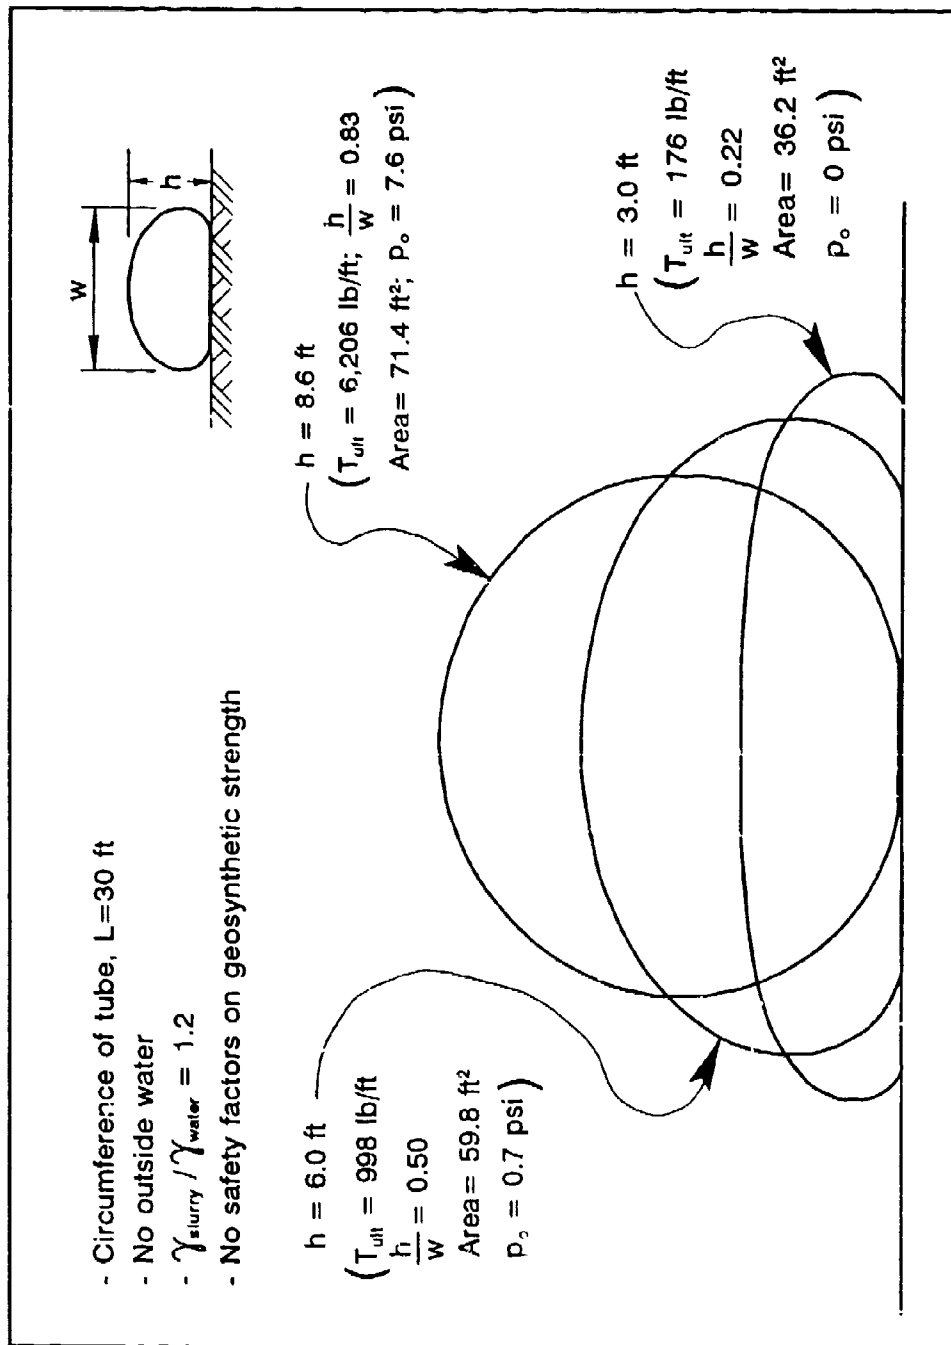 - Circumference of tube, L=30 ft
- No outside water
- γslurry / γwater = 1.2
- No safety factors on geosynthetic strength
w
h
h = 8.6 ft
(Tult = 6,206 lb/ft; h/w = 0.83
Area= 71.4 ft²; po = 7.6 psi)
h = 6.0 ft
(Tult = 998 lb/ft
h/w = 0.50
Area= 59.8 ft²
po = 0.7 psi)
h = 3.0 ft
(Tult = 176 lb/ft
h/w = 0.22
Area= 36.2 ft²
po = 0 psi)